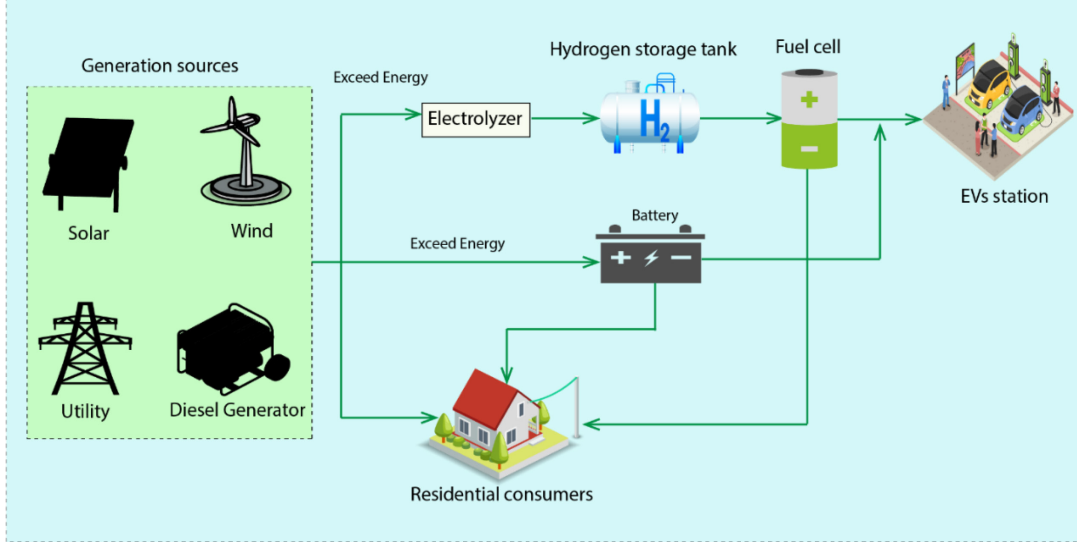 Generation sources
Solar
Wind
Utility
Diesel Generator
Exceed Energy
Electrolyzer
Hydrogen storage tank
H2
Fuel cell
EVs station
Exceed Energy
Battery
Residential consumers